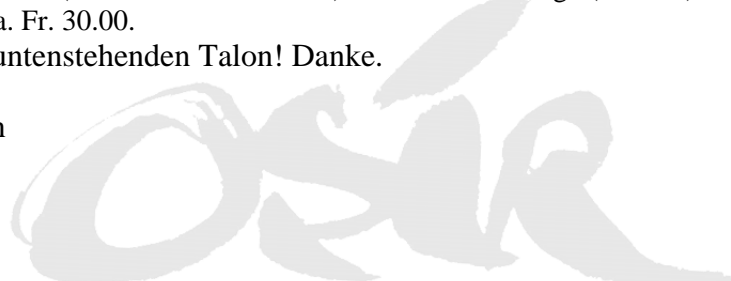 a. Fr. 30.00.
untenstehenden Talon! Danke.
n
OSIR